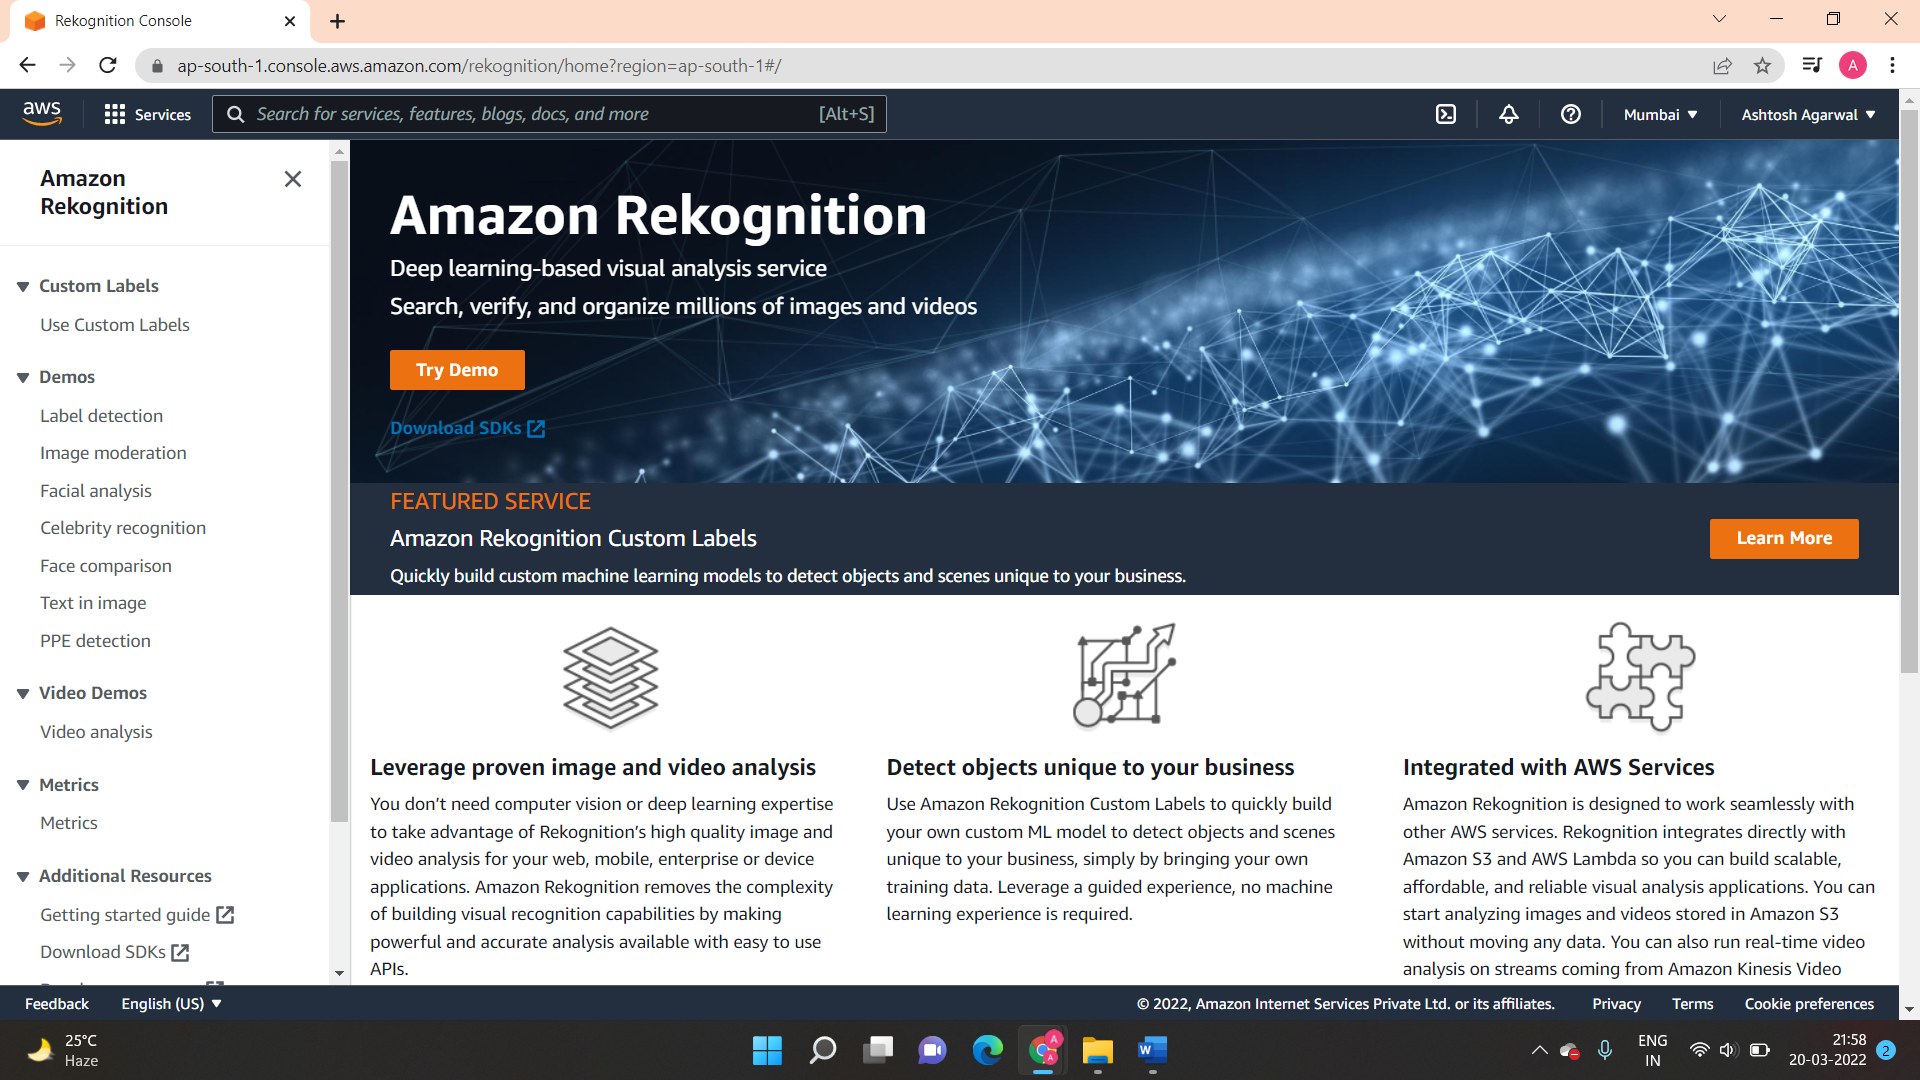 Rekognition Console
ap-south-1.console.aws.amazon.com/rekognition/home?region=ap-south-1#/
A
aws
Services
Search for services, features, blogs, docs, and more [Alt+S]
Mumbai
Ashtosh Agarwal
Amazon
Rekognition
Custom Labels
Use Custom Labels
Demos
Label detection
Image moderation
Facial analysis
Celebrity recognition
Face comparison
Text in image
PPE detection
Video Demos
Video analysis
Metrics
Metrics
Additional Resources
Getting started guide
Download SDKs
Amazon Rekognition
Deep learning-based visual analysis service
Search, verify, and organize millions of images and videos
Try Demo
Download SDKs
FEATURED SERVICE
Amazon Rekognition Custom Labels
Quickly build custom machine learning models to detect objects and scenes unique to your business.
Learn More
Leverage proven image and video analysis
You don’t need computer vision or deep learning expertise
to take advantage of Rekognition’s high quality image and
video analysis for your web, mobile, enterprise or device
applications. Amazon Rekognition removes the complexity
of building visual recognition capabilities by making
powerful and accurate analysis available with easy to use
APIs.
Detect objects unique to your business
Use Amazon Rekognition Custom Labels to quickly build
your own custom ML model to detect objects and scenes
unique to your business, simply by bringing your own
training data. Leverage a guided experience, no machine
learning experience is required.
Integrated with AWS Services
Amazon Rekognition is designed to work seamlessly with
other AWS services. Rekognition integrates directly with
Amazon S3 and AWS Lambda so you can build scalable,
affordable, and reliable visual analysis applications. You can
start analyzing images and videos stored in Amazon S3
without moving any data. You can also run real-time video
analysis on streams coming from Amazon Kinesis Video
Feedback
English (US)
© 2022, Amazon Internet Services Private Ltd. or its affiliates.
Privacy
Terms
Cookie preferences
25°C
Haze
A
A
W
ENG
IN
21:58
20-03-2022
2